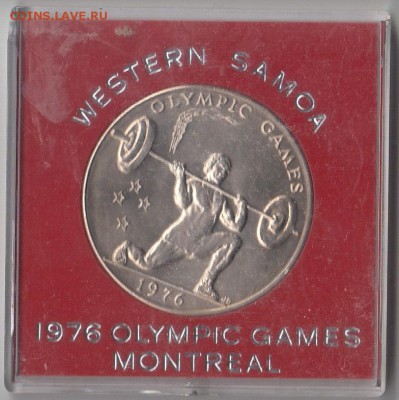 COINS.LAVE.RU
WESTERN SAMOA
OLYMPIC GAMES
1976
1976 OLYMPIC GAMES
MONTREAL